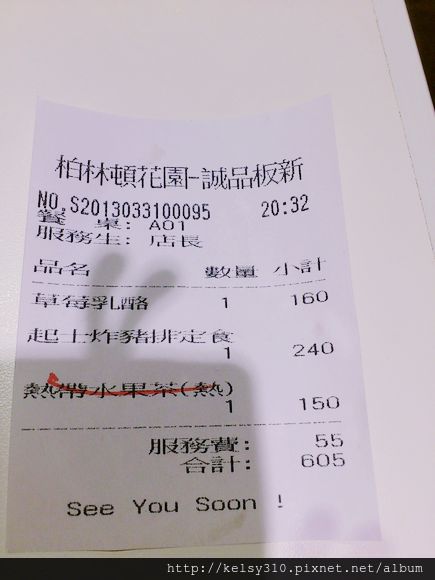 柏林頓花園-誠品板新
NO.S2013033100095 20:32
餐 桌: A01
服務生: 店長
品名 數量 小計
草莓乳酪 1 160
起士炸豬排定食
1 240
熱帶水果茶(熱)
1 150
服務費: 55
合計: 605
See You Soon !
http://kelsy310.pixnet.net/album